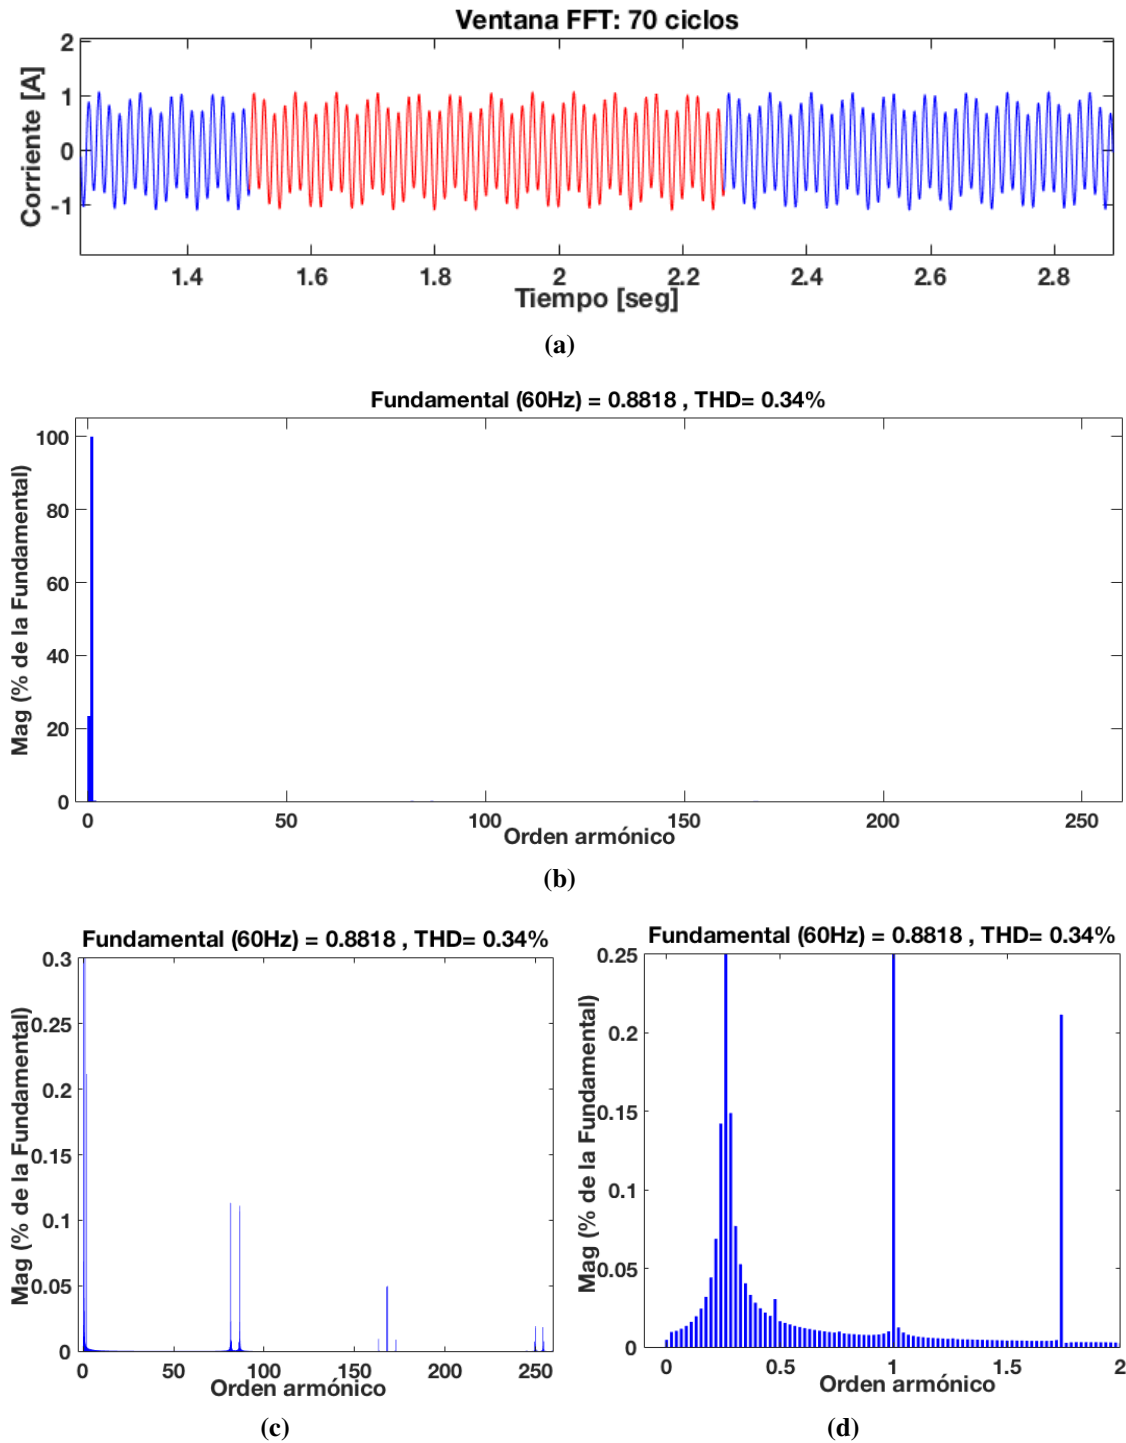 Ventana FFT: 70 ciclos
Corriente [A]
2
1
0
-1
1.4 1.6 1.8 2 2.2 2.4 2.6 2.8
Tiempo [seg]
(a)
Fundamental (60Hz) = 0.8818 , THD= 0.34%
Mag (% de la Fundamental)
100
80
60
40
20
0
0 50 100 150 200 250
Orden armónico
(b)
Fundamental (60Hz) = 0.8818 , THD= 0.34%
Mag (% de la Fundamental)
0.3
0.25
0.2
0.15
0.1
0.05
0
0 50 100 150 200 250
Orden armónico
(c)
Fundamental (60Hz) = 0.8818 , THD= 0.34%
Mag (% de la Fundamental)
0.25
0.2
0.15
0.1
0.05
0
0 0.5 1 1.5 2
Orden armónico
(d)